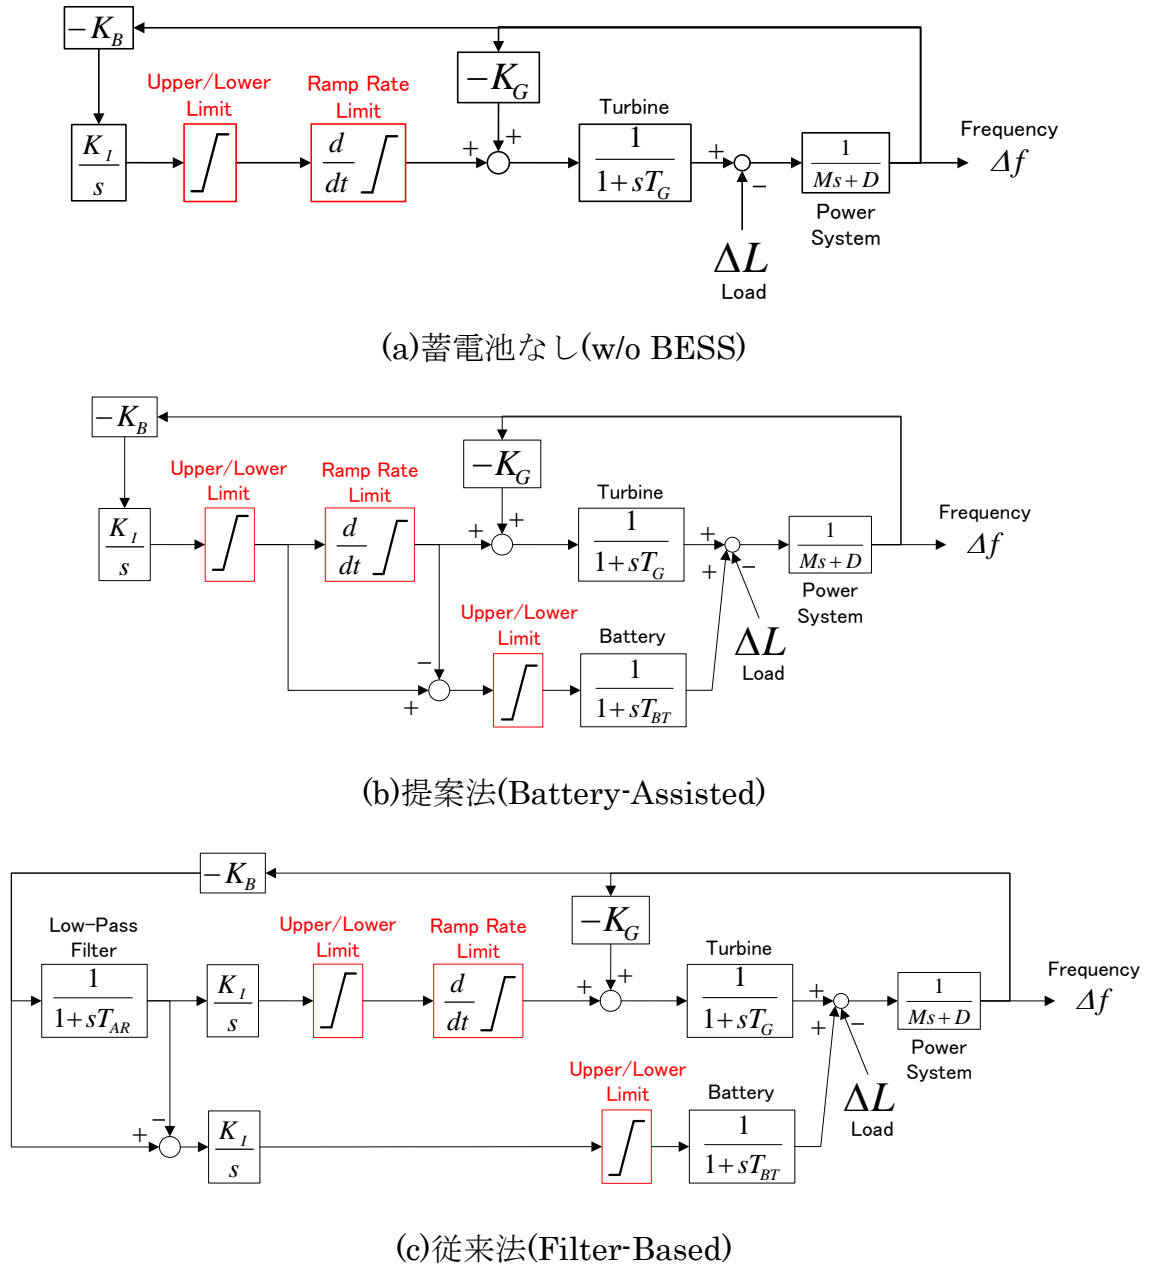 −K_B
−K_G
Upper/Lower
Limit
Ramp Rate
Limit
Turbine
K_I
s
d
dt
+
+
1
1+sT_G
+
−
1
Ms+D
Power
System
Frequency
Δf
ΔL
Load
(a)蓄電池なし(w/o BESS)
−K_B
−K_G
Upper/Lower
Limit
Ramp Rate
Limit
Turbine
K_I
s
d
dt
+
+
1
1+sT_G
+
+
−
1
Ms+D
Power
System
Frequency
Δf
Upper/Lower
Limit
Battery
ΔL
Load
−
+
1
1+sT_BT
(b)提案法(Battery-Assisted)
−K_B
−K_G
Low-Pass
Filter
Upper/Lower
Limit
Ramp Rate
Limit
Turbine
1
1+sT_AR
K_I
s
d
dt
+
+
1
1+sT_G
+
+
−
1
Ms+D
Power
System
Frequency
Δf
Upper/Lower
Limit
Battery
ΔL
Load
−
+
K_I
s
1
1+sT_BT
(c)従来法(Filter-Based)